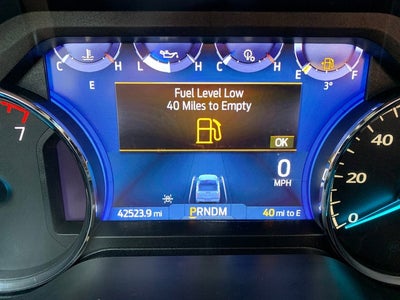 C H L H C H E F
E 3°
Fuel Level Low
40 Miles to Empty
OK
7
0
MPH
40
20
0
42523.9 mi PRNDM 40 mi to E